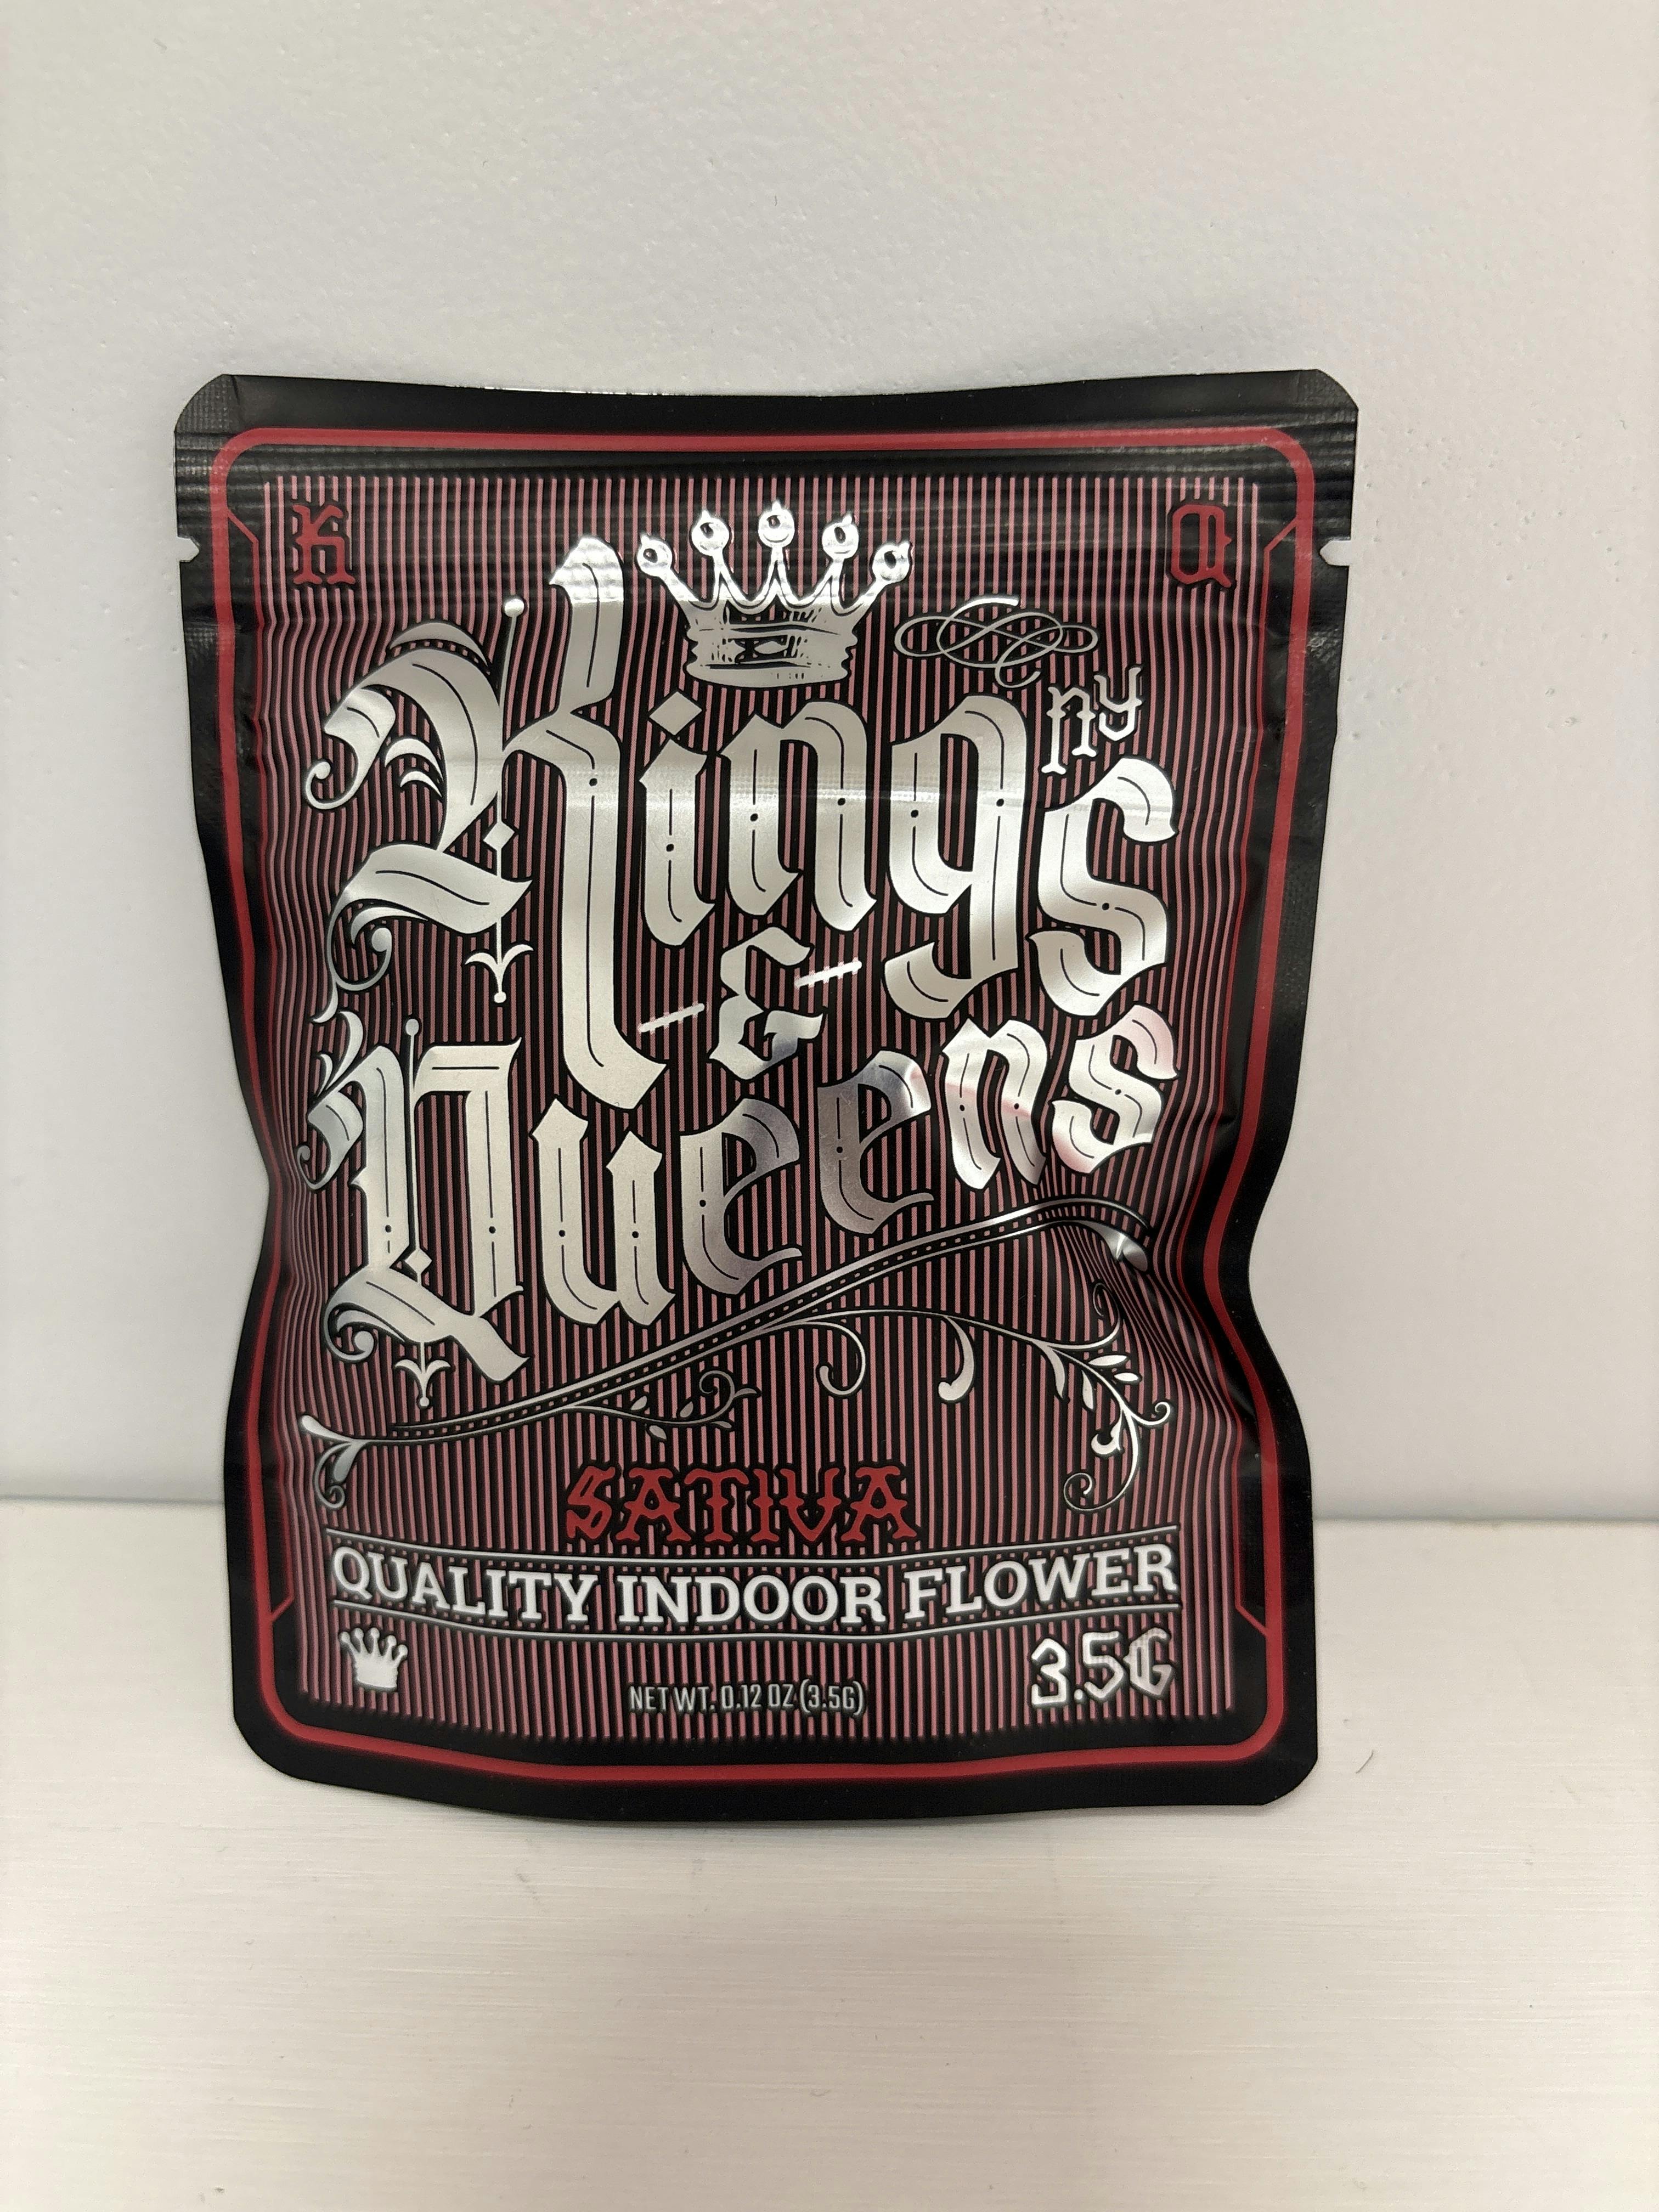 K Q
Kings
ny
&
Queens
SATIVA
QUALITY INDOOR FLOWER
3.5G
NET WT. 0.12 OZ (3.5G)